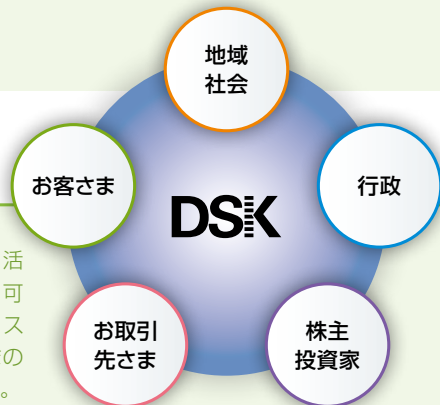 地域
社会
お客さま
行政
DSK
お取引
先さま
株主
投資家
活
可
ス
の
。